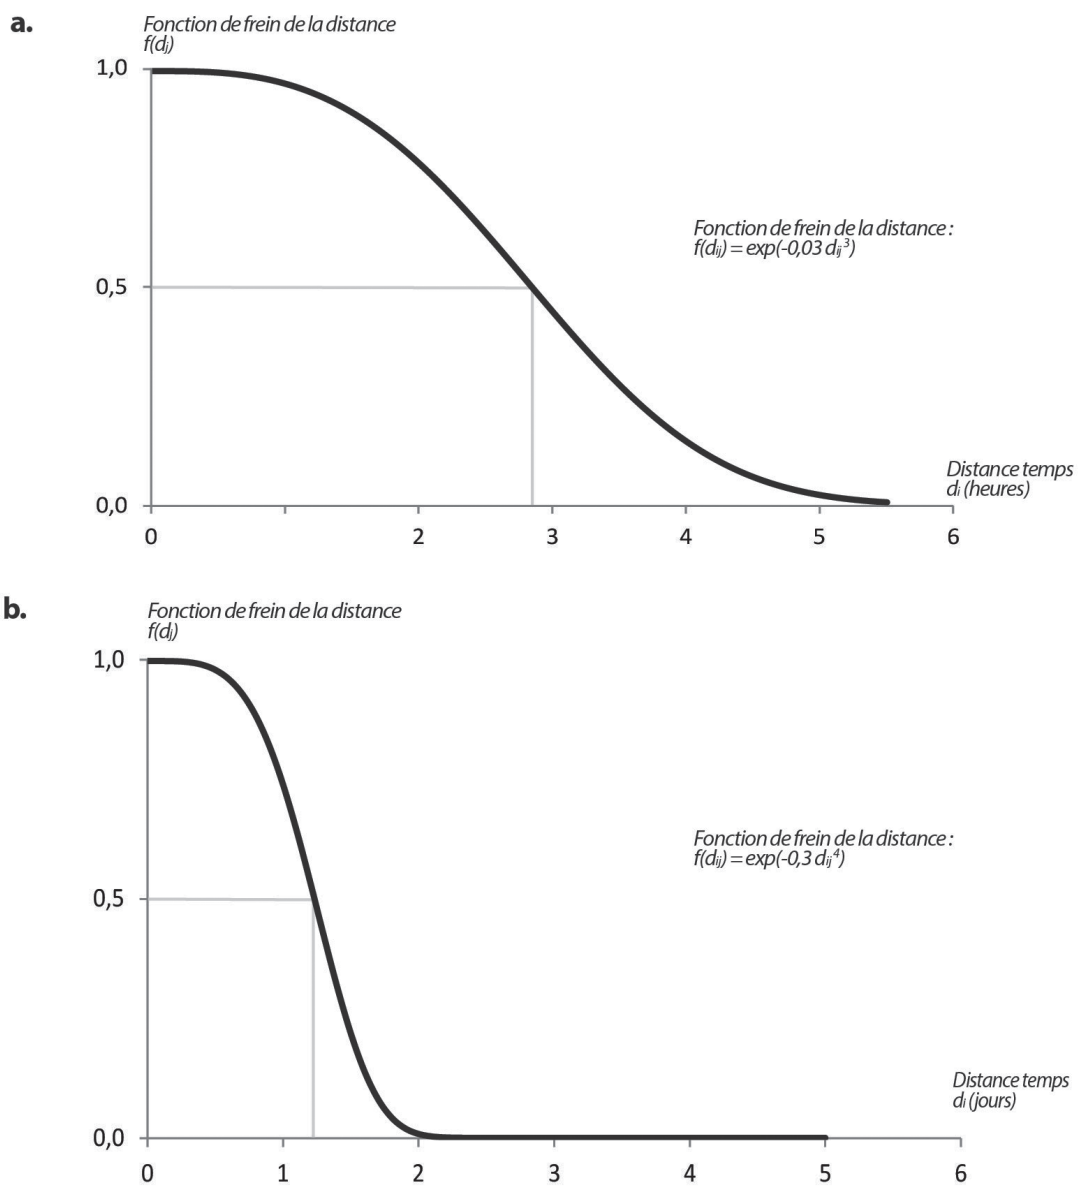 a.
Fonction de frein de la distance
f(dⱼ)
1,0
Fonction de frein de la distance :
f(dᵢⱼ) = exp(-0,03 dᵢⱼ³)
0,5
Distance temps
dᵢ (heures)
0,0
0 2 3 4 5 6
b.
Fonction de frein de la distance
f(dⱼ)
1,0
Fonction de frein de la distance :
f(dᵢⱼ) = exp(-0,3 dᵢⱼ⁴)
0,5
Distance temps
dᵢ (jours)
0,0
0 1 2 3 4 5 6